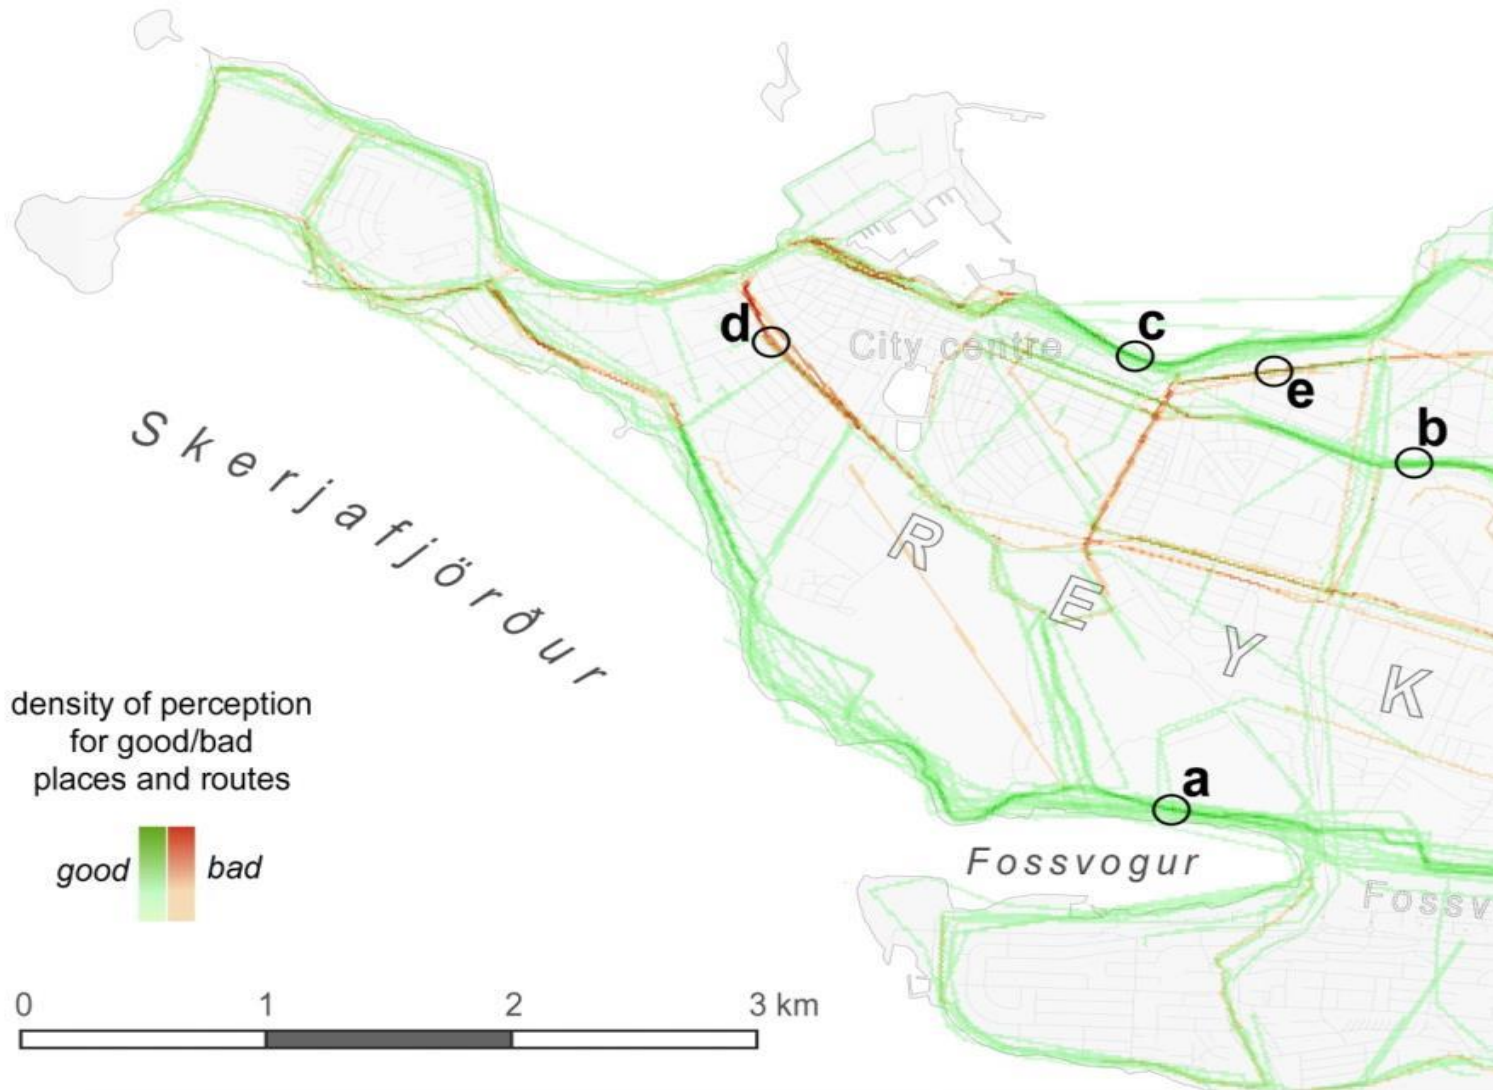 c
d
City centre
e
b
Skerjafjörður
R E Y K
density of perception
for good/bad
places and routes
good
bad
a
Fossvogur
Fossv
0 1 2 3 km